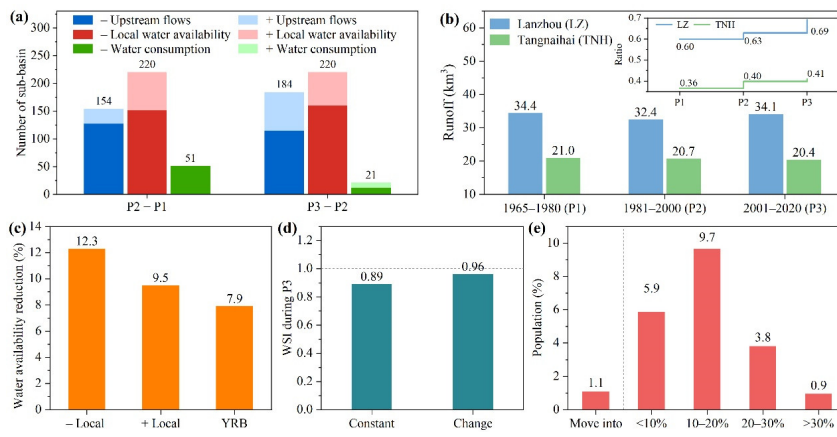 (a)
− Upstream flows
+ Upstream flows
− Local water availability
+ Local water availability
− Water consumption
+ Water consumption
Number of sub-basin
300
250
200
150
100
50
0
154
220
51
184
220
21
P2 − P1
P3 − P2
(b)
Lanzhou (LZ)
Tangnaihai (TNH)
Runoff (km³)
60
50
40
30
20
10
34.4
21.0
32.4
20.7
34.1
20.4
1965–1980 (P1)
1981–2000 (P2)
2001–2020 (P3)
LZ
TNH
Ratio
0.7
0.6
0.4
0.60
0.63
0.69
0.36
0.40
0.41
P1
P2
P3
(c)
Water availability reduction (%)
14
12
10
8
6
4
2
0
12.3
9.5
7.9
− Local
+ Local
YRB
(d)
WSI during P3
1.2
1.0
0.8
0.6
0.4
0.2
0.0
0.89
0.96
Constant
Change
(e)
Population (%)
10
8
6
4
2
0
1.1
5.9
9.7
3.8
0.9
Move into
<10%
10–20%
20–30%
>30%